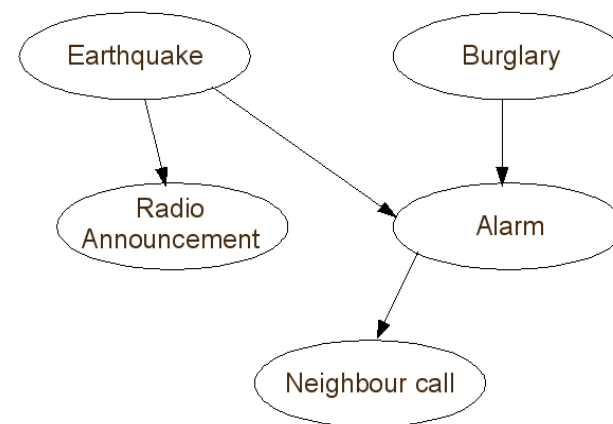 Earthquake
Burglary
Radio
Announcement
Alarm
Neighbour call